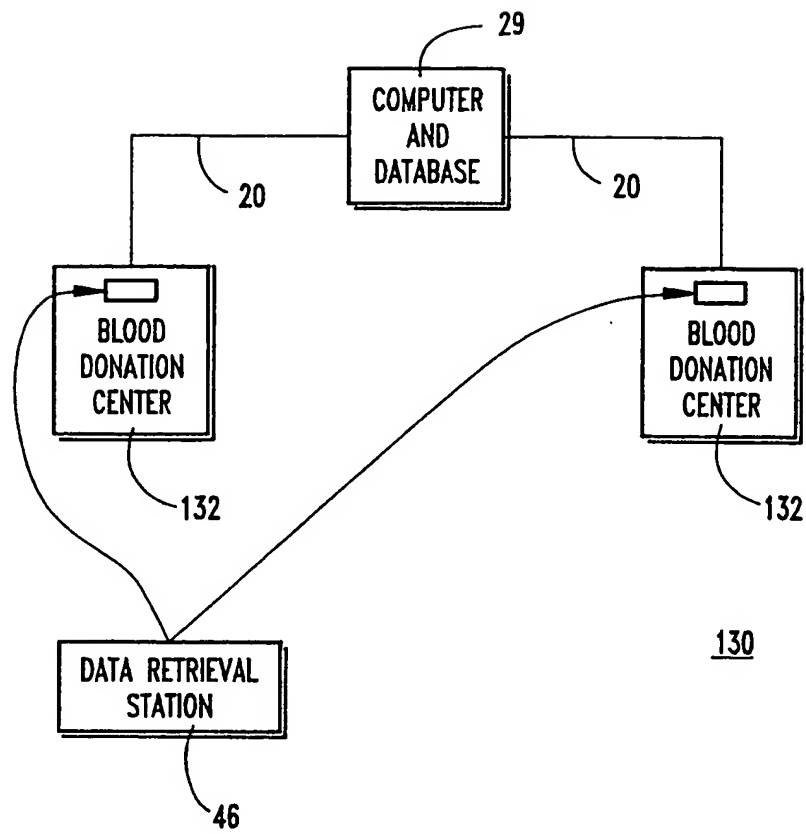 29
COMPUTER
AND
DATABASE
20
20
BLOOD
DONATION
CENTER
132
BLOOD
DONATION
CENTER
132
DATA RETRIEVAL
STATION
46
130